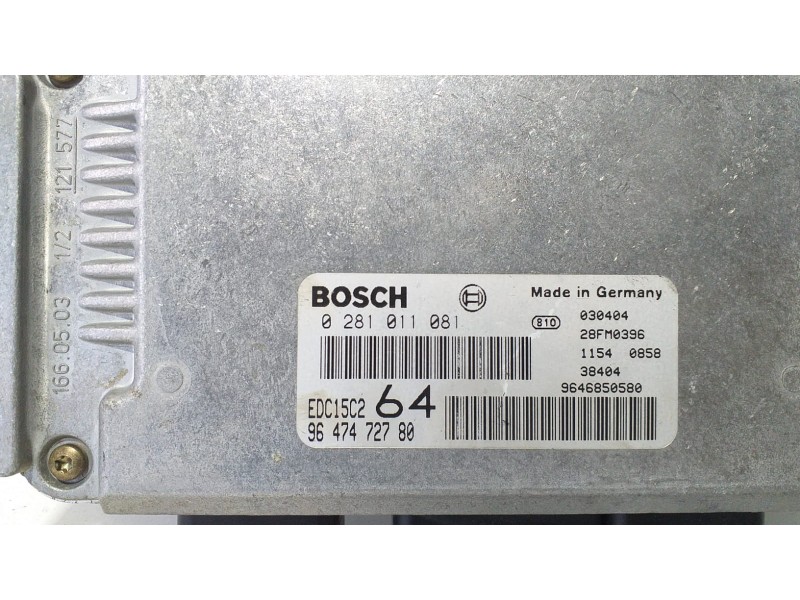 166.05.03 1/2 121 577
BOSCH
Made in Germany
0 281 011 081
810
030404
28FM0396
1154 0858
38404
9646850580
EDC15C2 64
96 474 727 80